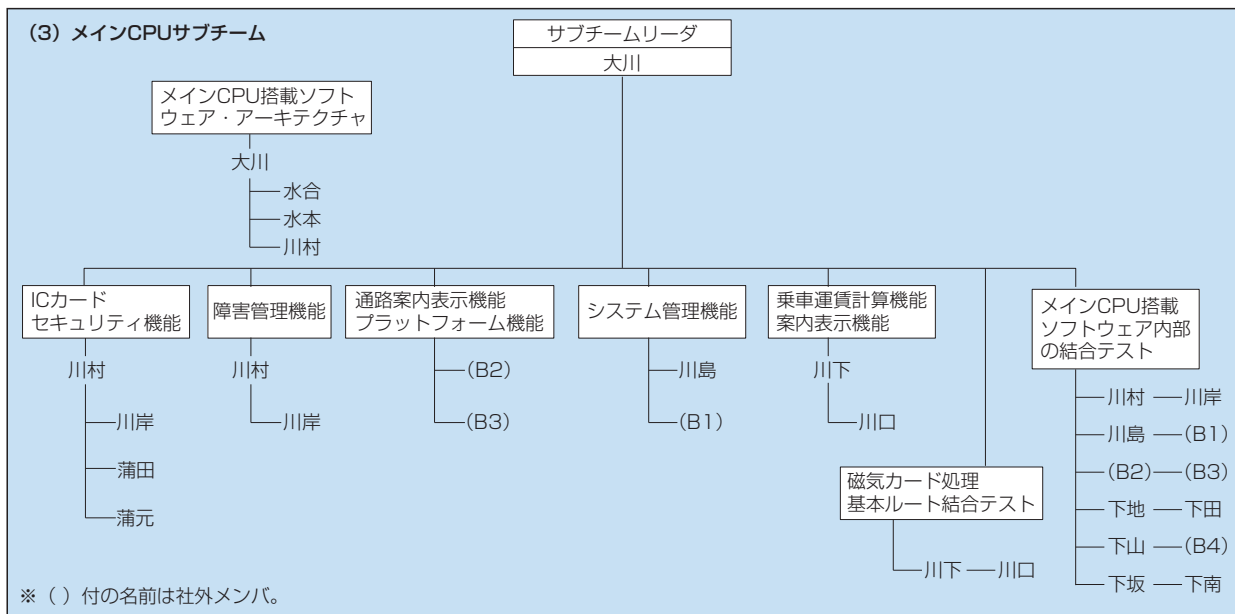 (3)メインCPUサブチーム
サブチームリーダ
大川
メインCPU搭載ソフト
ウェア・アーキテクチャ
大川
水合
水本
川村
ICカード
セキュリティ機能
川村
川岸
蒲田
蒲元
障害管理機能
川村
川岸
通路案内表示機能
プラットフォーム機能
(B2)
(B3)
システム管理機能
川島
(B1)
乗車運賃計算機能
案内表示機能
川下
川口
磁気カード処理
基本ルート結合テスト
川下 川口
メインCPU搭載
ソフトウェア内部
の結合テスト
川村 川岸
川島 (B1)
(B2) (B3)
下地 下田
下山 (B4)
下坂 下南
※( )付の名前は社外メンバ。